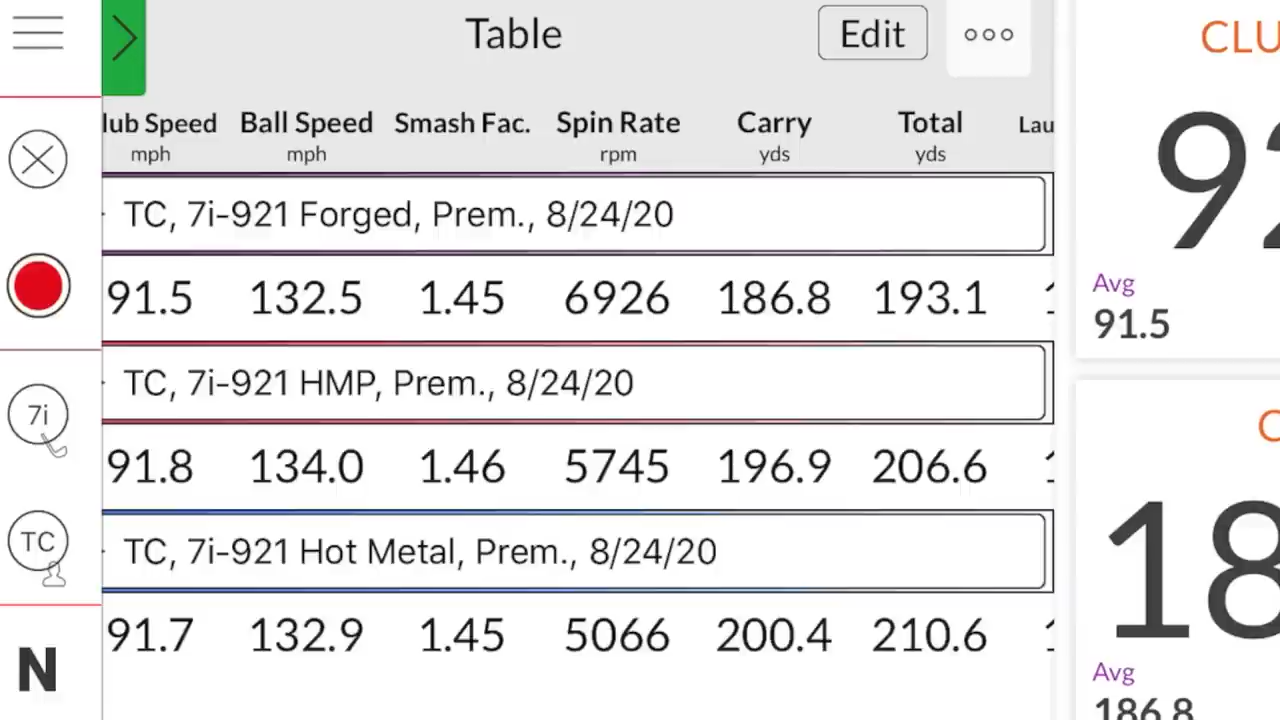 Table
Edit
lub Speed Ball Speed Smash Fac. Spin Rate Carry Total Lau
mph mph rpm yds yds
TC, 7i-921 Forged, Prem., 8/24/20
91.5 132.5 1.45 6926 186.8 193.1
TC, 7i-921 HMP, Prem., 8/24/20
91.8 134.0 1.46 5745 196.9 206.6
TC, 7i-921 Hot Metal, Prem., 8/24/20
91.7 132.9 1.45 5066 200.4 210.6
7i
TC
N
CLU
92
Avg
91.5
C
18
Avg
186.8